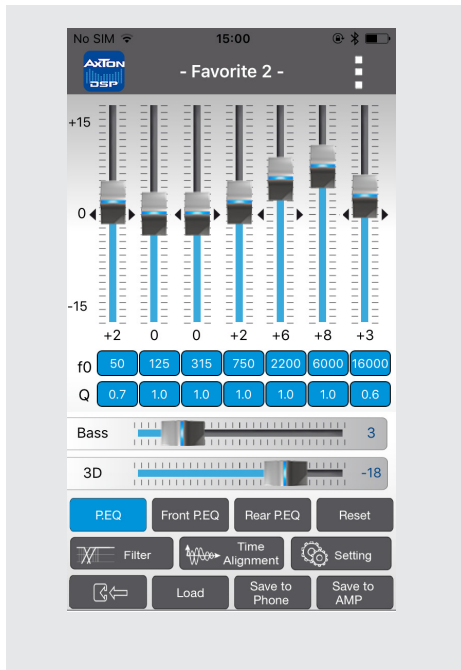 No SIM 15:00
AXTON
DSP
- Favorite 2 -
+15
0
-15
+2 0 0 +2 +6 +8 +3
f0 50 125 315 750 2200 6000 16000
Q 0.7 1.0 1.0 1.0 1.0 1.0 0.6
Bass 3
3D -18
P.EQ Front P.EQ Rear P.EQ Reset
Filter Time Alignment Setting
Load Save to Phone Save to AMP